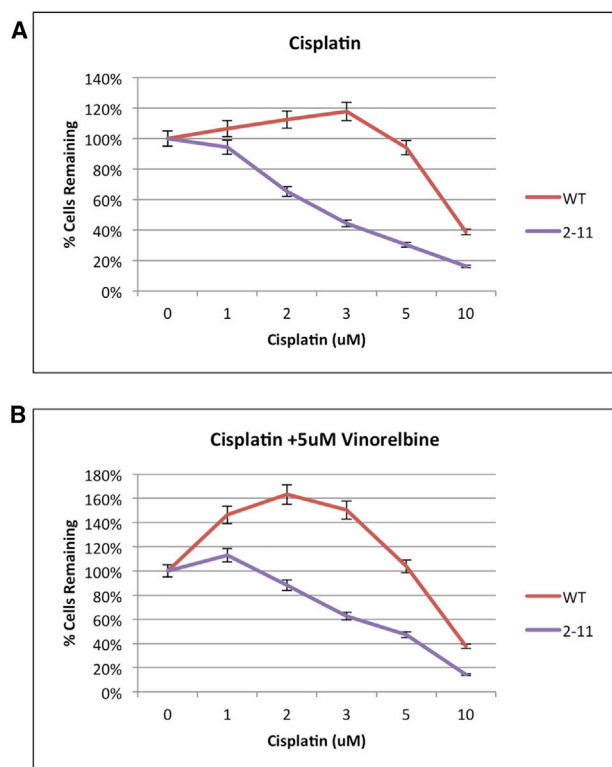 A
Cisplatin
140%
120%
100%
80%
60%
40%
20%
0%
% Cells Remaining
0 1 2 3 5 10
Cisplatin (uM)
WT
2-11
B
Cisplatin +5uM Vinorelbine
180%
160%
140%
120%
100%
80%
60%
40%
20%
0%
% Cells Remaining
0 1 2 3 5 10
Cisplatin (uM)
WT
2-11